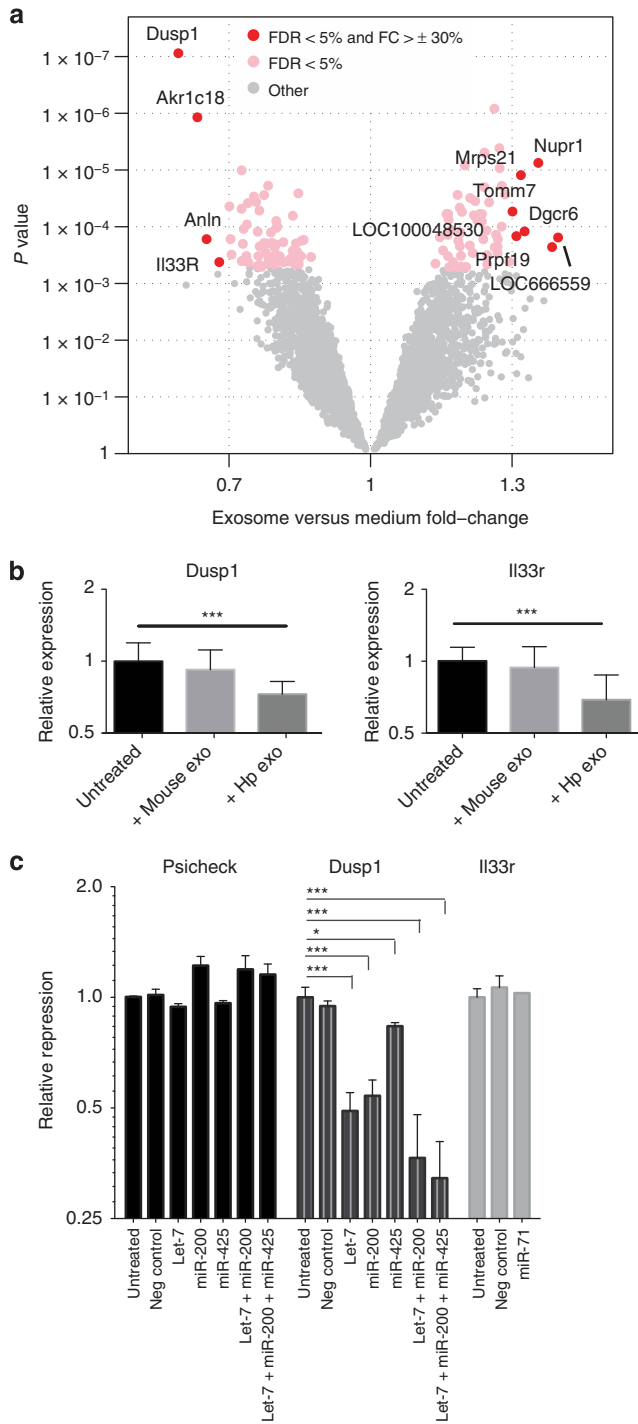 a
Dusp1
Akr1c18
Anln
Il33R
FDR < 5% and FC > ± 30%
FDR < 5%
Other
Mrps21
Nupr1
Tomm7
Dgcr6
LOC100048530
Prpf19
LOC666559
1 × 10⁻⁷
1 × 10⁻⁶
1 × 10⁻⁵
1 × 10⁻⁴
1 × 10⁻³
1 × 10⁻²
1 × 10⁻¹
1
P value
0.7
1
1.3
Exosome versus medium fold–change
b
Dusp1
Relative expression
2
1
0.5
***
Untreated
+ Mouse exo
+ Hp exo
Il33r
Relative expression
2
1
0.5
***
Untreated
+ Mouse exo
+ Hp exo
c
Psicheck
Dusp1
Il33r
Relative repression
2.0
1.0
0.5
0.25
***
***
*
***
***
Untreated
Neg control
Let-7
miR-200
miR-425
Let-7 + miR-200
Let-7 + miR-200 + miR-425
Untreated
Neg control
Let-7
miR-200
miR-425
Let-7 + miR-200
Let-7 + miR-200 + miR-425
Untreated
Neg control
miR-71